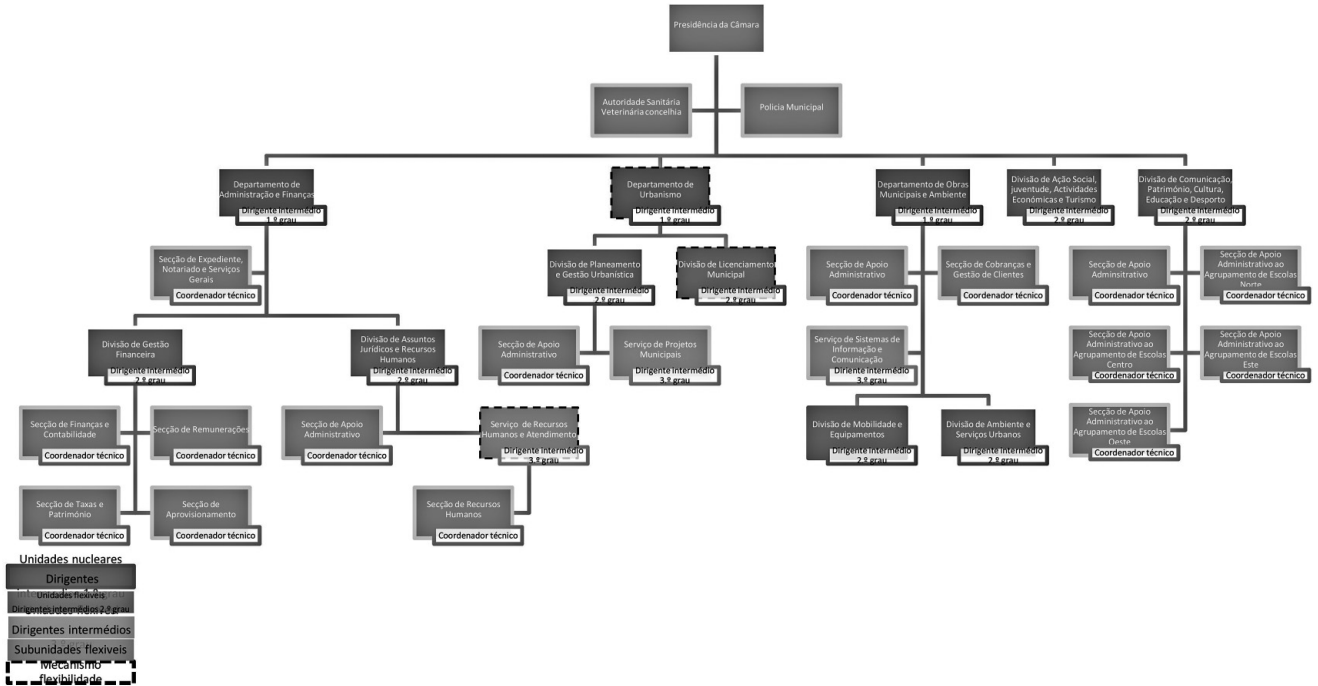 Presidência da Câmara
Autoridade Sanitária
Veterinária concelhia
Policia Municipal
Departamento de
Administração e Finanças
Dirigente Intermédio
1.º grau
Departamento de
Urbanismo
Dirigente Intermédio
1.º grau
Departamento de Obras
Municipais e Ambiente
Dirigente Intermédio
1.º grau
Divisão de Ação Social,
juventude, Actividades
Económicas e Turismo
Dirigente Intermédio
2.º grau
Divisão de Comunicação,
Património, Cultura,
Educação e Desporto
Dirigente Intermédio
2.º grau
Secção de Expediente,
Notariado e Serviços
Gerais
Coordenador técnico
Divisão de Planeamento
e Gestão Urbanística
Dirigente Intermédio
2.º grau
Divisão de Licenciamento
Municipal
Dirigente Intermédio
2.º grau
Secção de Apoio
Administrativo
Coordenador técnico
Secção de Cobranças e
Gestão de Clientes
Coordenador técnico
Secção de Apoio
Adminsitrativo
Coordenador técnico
Secção de Apoio
Administrativo ao
Agrupamento de Escolas
Norte
Coordenador técnico
Divisão de Gestão
Financeira
Dirigente Intermédio
2.º grau
Divisão de Assuntos
Jurídicos e Recursos
Humanos
Dirigente Intermédio
2.º grau
Secção de Apoio
Administrativo
Coordenador técnico
Serviço de Projetos
Municipais
Dirigente Intermédio
3.º grau
Serviço de Sistemas de
Informação e
Comunicação
Diriente Intermédio
3.º grau
Secção de Apoio
Administrativo ao
Agrupamento de Escolas
Centro
Coordenador técnico
Secção de Apoio
Administrativo ao
Agrupamento de Escolas
Este
Coordenador técnico
Secção de Finanças e
Contabilidade
Coordenador técnico
Secção de Remunerações
Coordenador técnico
Secção de Apoio
Administrativo
Coordenador técnico
Serviço de Recursos
Humanos e Atendimento
Dirigente Intermédio
3.º grau
Divisão de Mobilidade e
Equipamentos
Dirigente Intermédio
2.º grau
Divisão de Ambiente e
Serviços Urbanos
Dirigente Intermédio
2.º grau
Secção de Apoio
Administrativo ao
Agrupamento de Escolas
Oeste
Coordenador técnico
Secção de Taxas e
Património
Coordenador técnico
Secção de
Aprovisionamento
Coordenador técnico
Secção de Recursos
Humanos
Coordenador técnico
Unidades nucleares
Dirigentes
Unidades flexiveis
Dirigentes intermédios 2.º grau
Dirigentes intermédios
Subunidades flexiveis
Mecanismo
flexibilidade